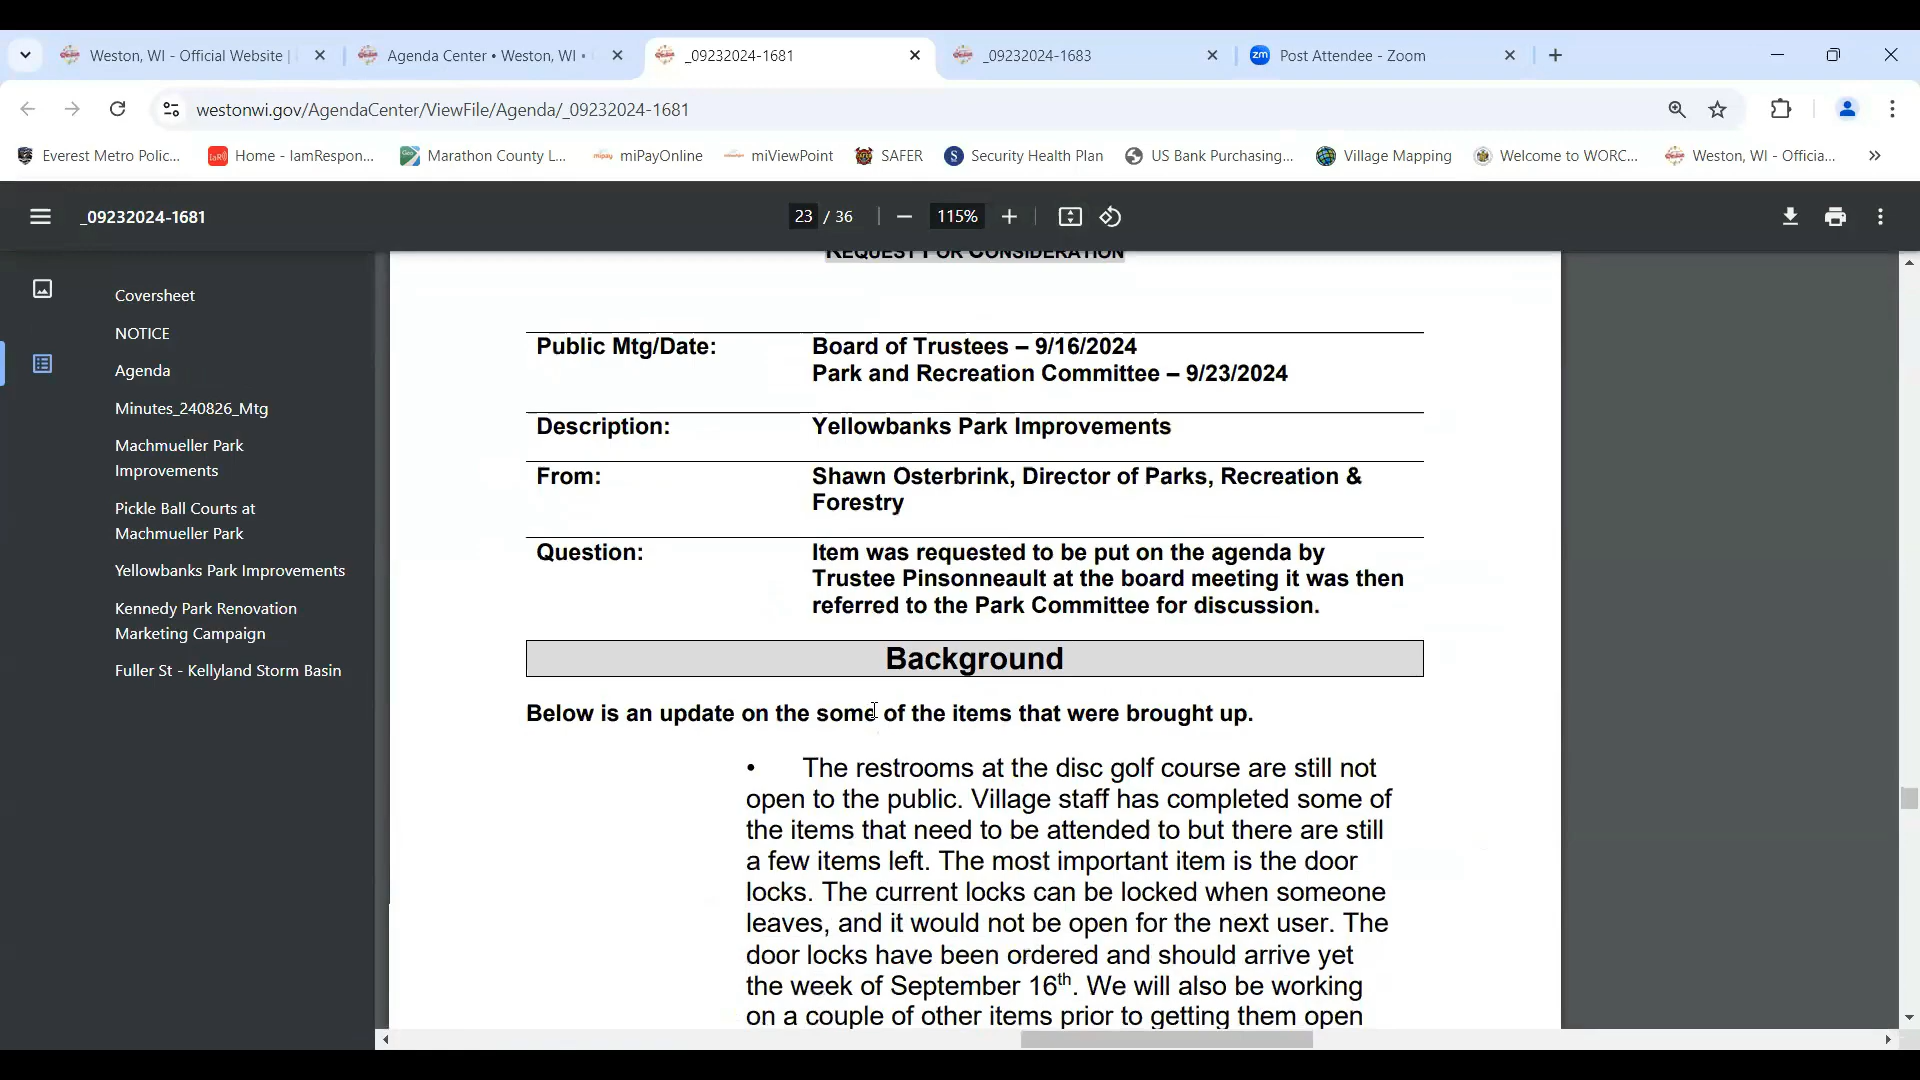 Weston, WI - Official Website |
Agenda Center • Weston, WI •
_09232024-1681
_09232024-1683
zm Post Attendee - Zoom
westonwi.gov/AgendaCenter/ViewFile/Agenda/_09232024-1681
Everest Metro Polic...
Home - IamRespon...
Marathon County L...
miPayOnline
miViewPoint
SAFER
Security Health Plan
US Bank Purchasing...
Village Mapping
Welcome to WORC...
Weston, WI - Officia...
_09232024-1681
23 / 36
115%
Coversheet
NOTICE
Agenda
Minutes_240826_Mtg
Machmueller Park
Improvements
Pickle Ball Courts at
Machmueller Park
Yellowbanks Park Improvements
Kennedy Park Renovation
Marketing Campaign
Fuller St - Kellyland Storm Basin
REQUEST FOR CONSIDERATION
Public Mtg/Date: Board of Trustees – 9/16/2024
Park and Recreation Committee – 9/23/2024
Description: Yellowbanks Park Improvements
From: Shawn Osterbrink, Director of Parks, Recreation &
Forestry
Question: Item was requested to be put on the agenda by
Trustee Pinsonneault at the board meeting it was then
referred to the Park Committee for discussion.
Background
Below is an update on the some of the items that were brought up.
• The restrooms at the disc golf course are still not
open to the public. Village staff has completed some of
the items that need to be attended to but there are still
a few items left. The most important item is the door
locks. The current locks can be locked when someone
leaves, and it would not be open for the next user. The
door locks have been ordered and should arrive yet
the week of September 16th. We will also be working
on a couple of other items prior to getting them open